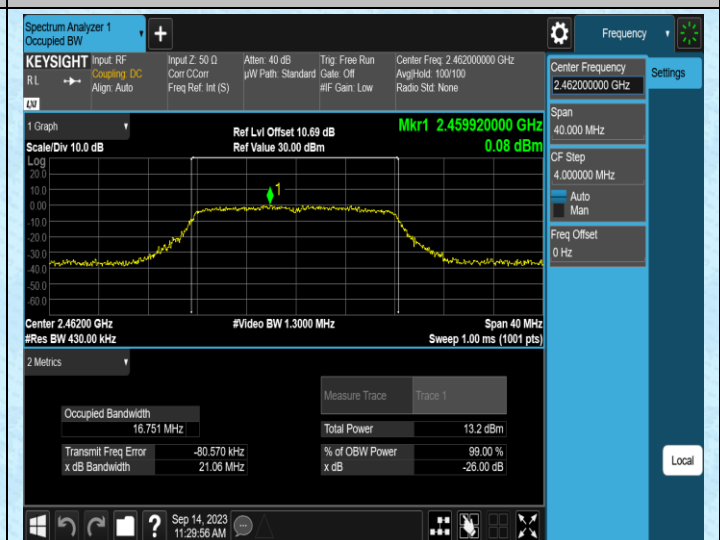 Spectrum Analyzer 1
Occupied BW
+
Frequency
KEYSIGHT
RL
LXI
Input: RF
Coupling: DC
Align: Auto
Input Z: 50 Ω
Corr CCorr
Freq Ref: Int (S)
Atten: 40 dB
µW Path: Standard
Trig: Free Run
Gate: Off
#IF Gain: Low
Center Freq: 2.462000000 GHz
Avg|Hold: 100/100
Radio Std: None
Center Frequency
2.462000000 GHz
Settings
Span
40.000 MHz
CF Step
4.000000 MHz
Auto
Man
Freq Offset
0 Hz
1 Graph
Scale/Div 10.0 dB
Ref Lvl Offset 10.69 dB
Ref Value 30.00 dBm
Mkr1 2.459920000 GHz
0.08 dBm
Log
20.0
10.0
0.00
-10.0
-20.0
-30.0
-40.0
-50.0
-60.0
1
Center 2.46200 GHz
#Res BW 430.00 kHz
#Video BW 1.3000 MHz
Span 40 MHz
Sweep 1.00 ms (1001 pts)
2 Metrics
Measure Trace
Trace 1
Occupied Bandwidth
16.751 MHz
Total Power
13.2 dBm
Transmit Freq Error
-80.570 kHz
% of OBW Power
99.00 %
x dB Bandwidth
21.06 MHz
x dB
-26.00 dB
Local
?
Sep 14, 2023
11:29:56 AM